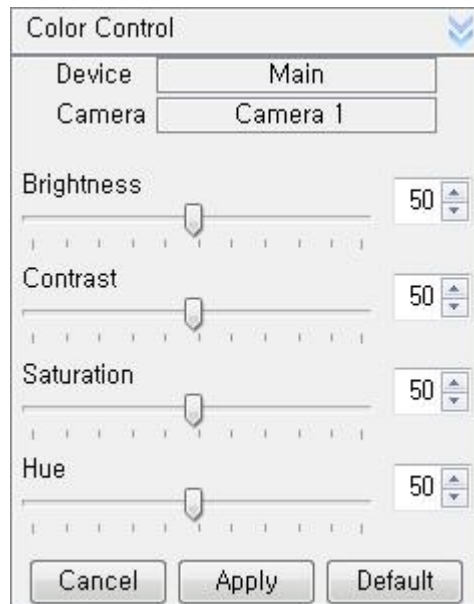 Color Control
Device Main
Camera Camera 1
Brightness
50
Contrast
50
Saturation
50
Hue
50
Cancel Apply Default